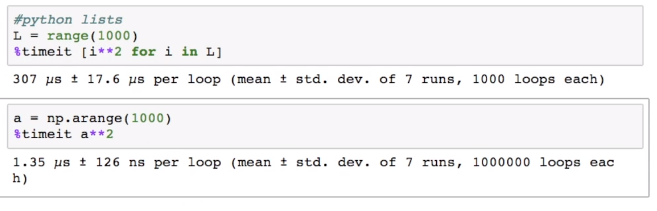 #python lists
L = range(1000)
%timeit [i**2 for i in L]
307 µs ± 17.6 µs per loop (mean ± std. dev. of 7 runs, 1000 loops each)
a = np.arange(1000)
%timeit a**2
1.35 µs ± 126 ns per loop (mean ± std. dev. of 7 runs, 1000000 loops eac
h)